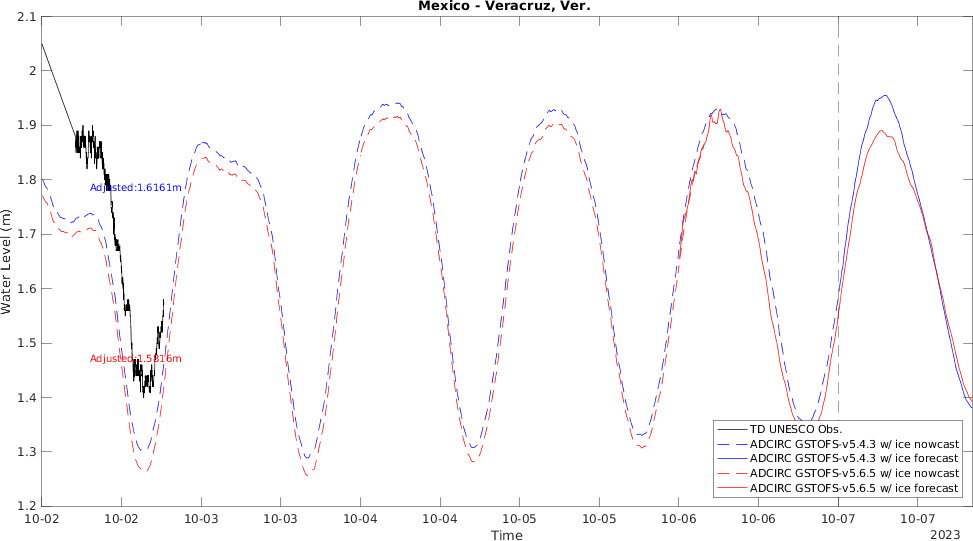 Mexico - Veracruz, Ver.
2.1
2
1.9
1.8
1.7
1.6
1.5
1.4
1.3
1.2
Water Level (m)
Adjusted:1.6161m
Adjusted:1.5816m
TD UNESCO Obs.
ADCIRC GSTOFS-v5.4.3 w/ ice nowcast
ADCIRC GSTOFS-v5.4.3 w/ ice forecast
ADCIRC GSTOFS-v5.6.5 w/ ice nowcast
ADCIRC GSTOFS-v5.6.5 w/ ice forecast
10-02 10-02 10-03 10-03 10-04 10-04 10-05 10-05 10-06 10-06 10-07 10-07
Time
2023